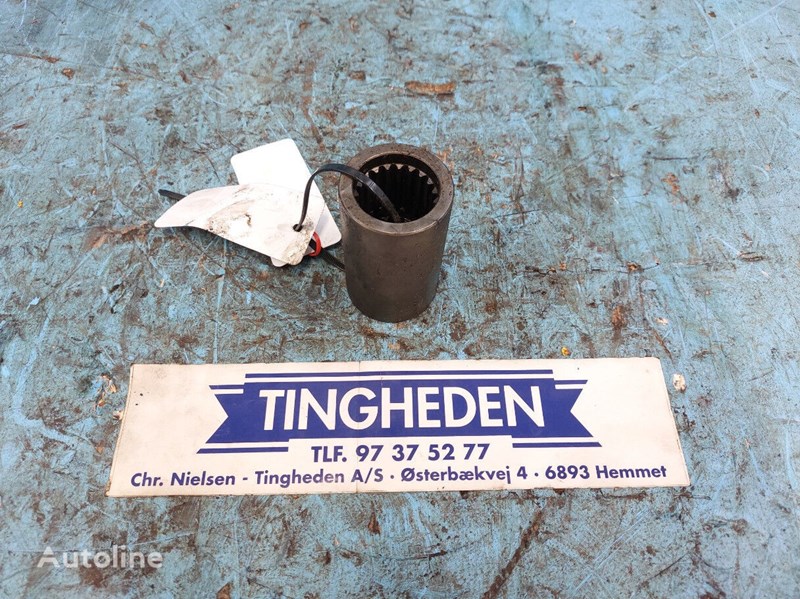 TINGHEDEN
TLF. 97 37 52 77
Chr. Nielsen - Tingheden A/S · Østerbækvej 4 · 6893 Hemmet
Autoline